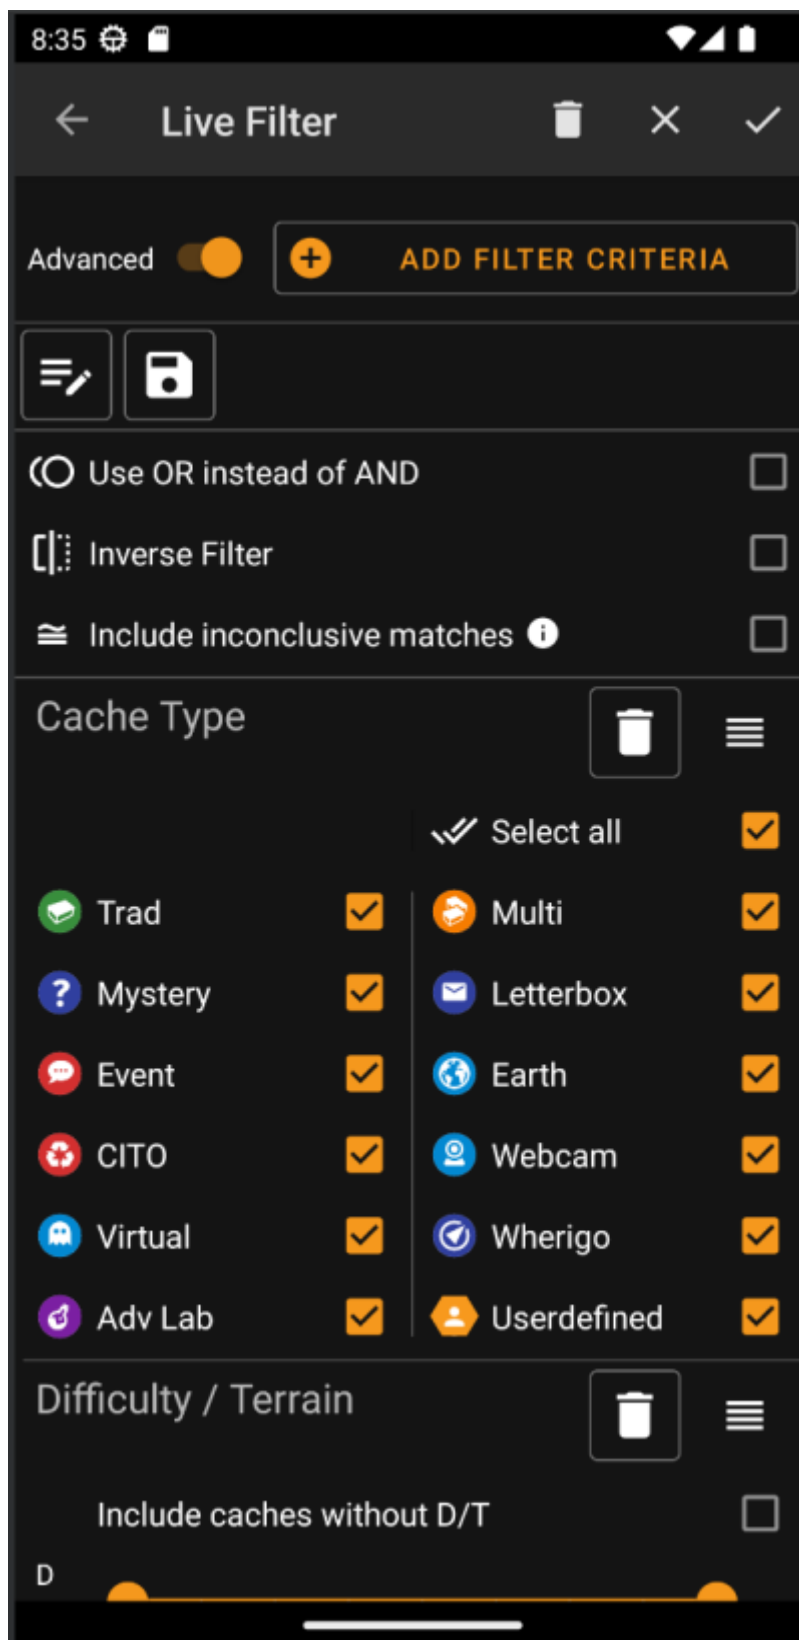 8:35
Live Filter
Advanced
ADD FILTER CRITERIA
Use OR instead of AND
Inverse Filter
Include inconclusive matches
Cache Type
Select all
Trad
Multi
Mystery
Letterbox
Event
Earth
CITO
Webcam
Virtual
Wherigo
Adv Lab
Userdefined
Difficulty / Terrain
Include caches without D/T
D